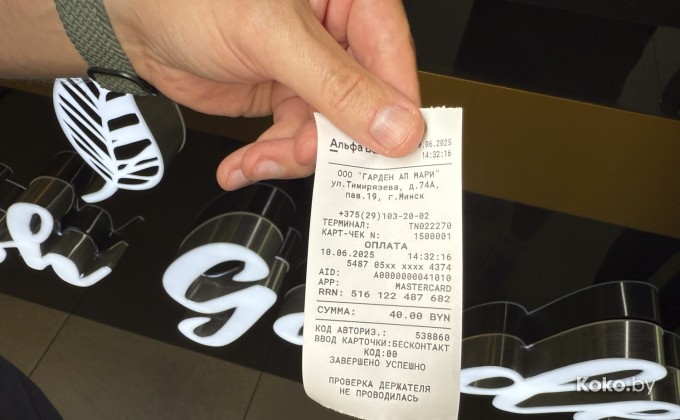 Альфа
.06.2025
14:32:16
ООО "ГАРДЕН АП МАРИ"
ул.Тимирязева, д.74А,
пав.19, г.Минск
+375(29)103-20-02
ТЕРМИНАЛ: TN022270
КАРТ-ЧЕК N: 1500001
ОПЛАТА
10.06.2025 14:32:16
5487 05xx xxxx 4374
AID: A0000000041010
APP: MASTERCARD
RRN: 516 122 487 682
СУММА: 40.00 BYN
КОД АВТОРИЗ.: 538860
ВВОД КАРТОЧКИ:БЕСКОНТАКТ
КОД:00
ЗАВЕРШЕНО УСПЕШНО
ПРОВЕРКА ДЕРЖАТЕЛЯ
НЕ ПРОВОДИЛАСЬ
Koko.by